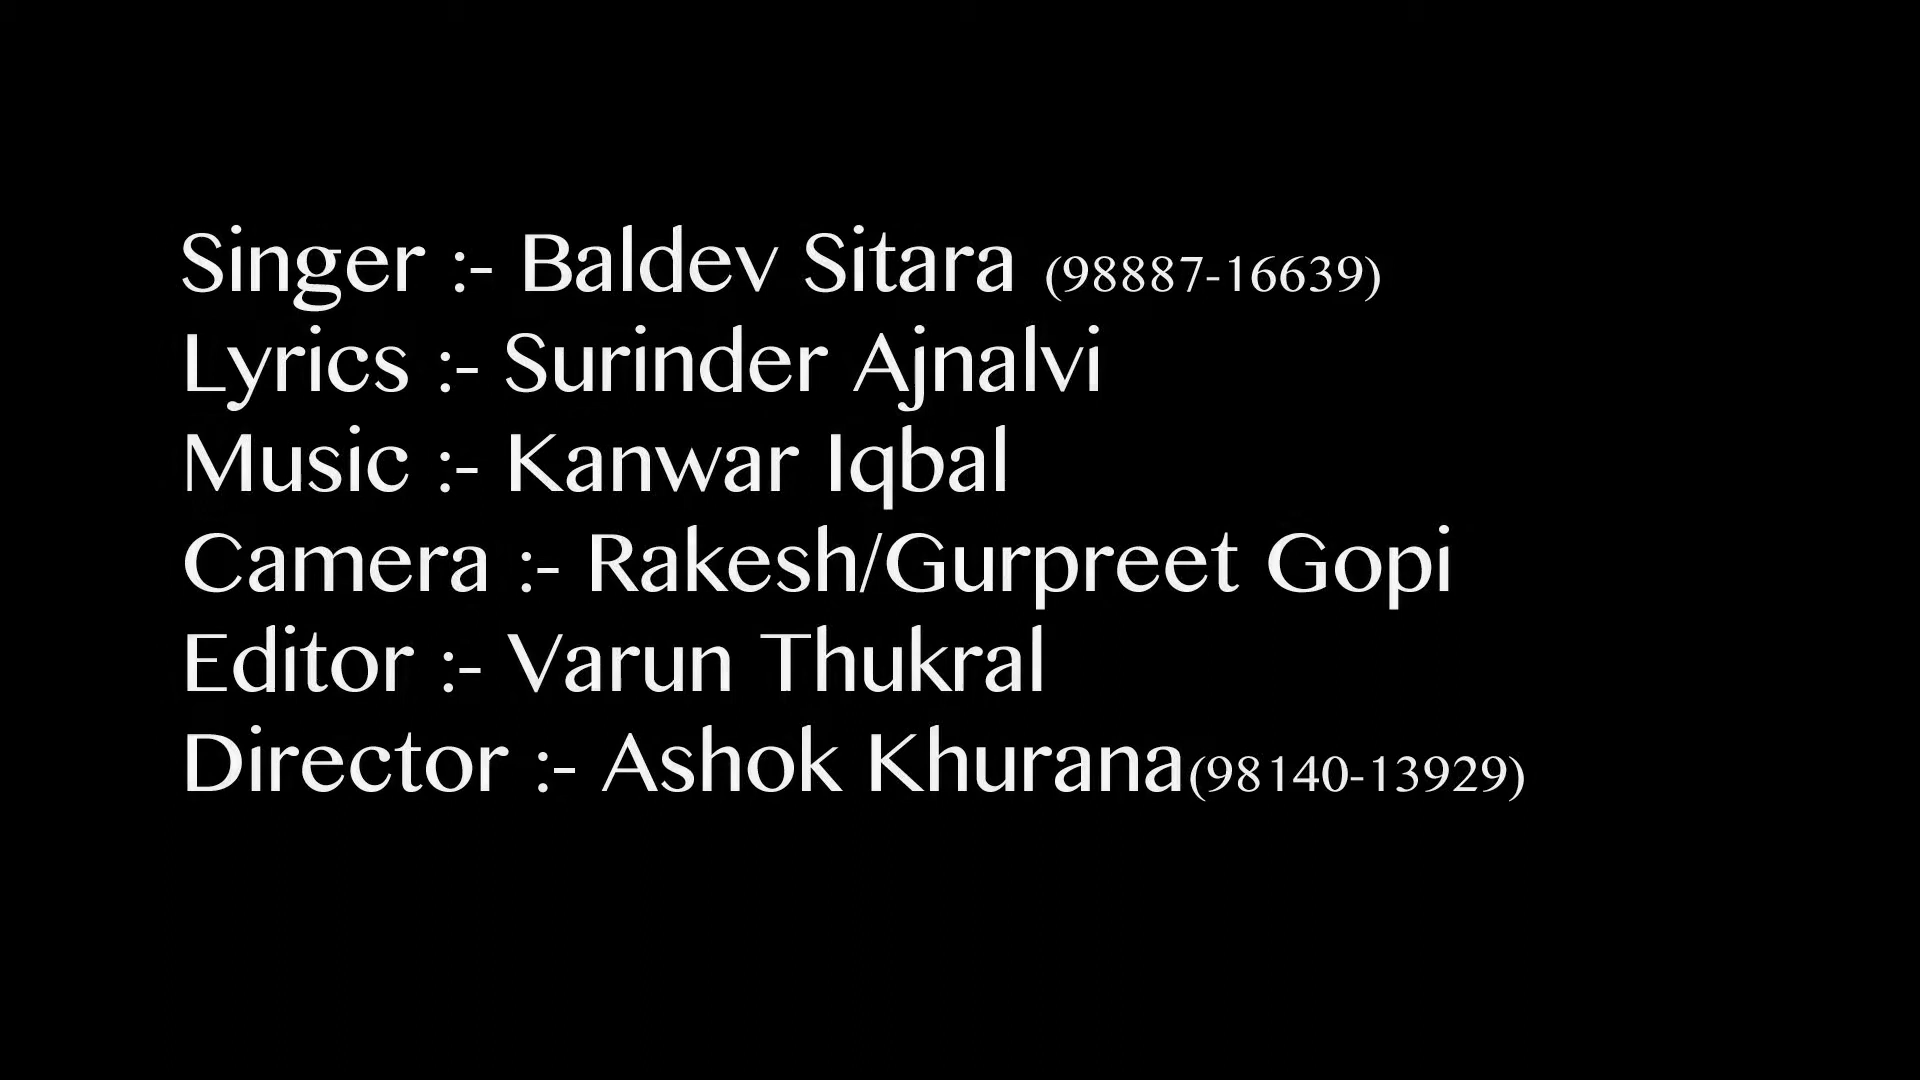 Singer :- Baldev Sitara (98887-16639)
Lyrics :- Surinder Ajnalvi
Music :- Kanwar Iqbal
Camera :- Rakesh/Gurpreet Gopi
Editor :- Varun Thukral
Director :- Ashok Khurana(98140-13929)